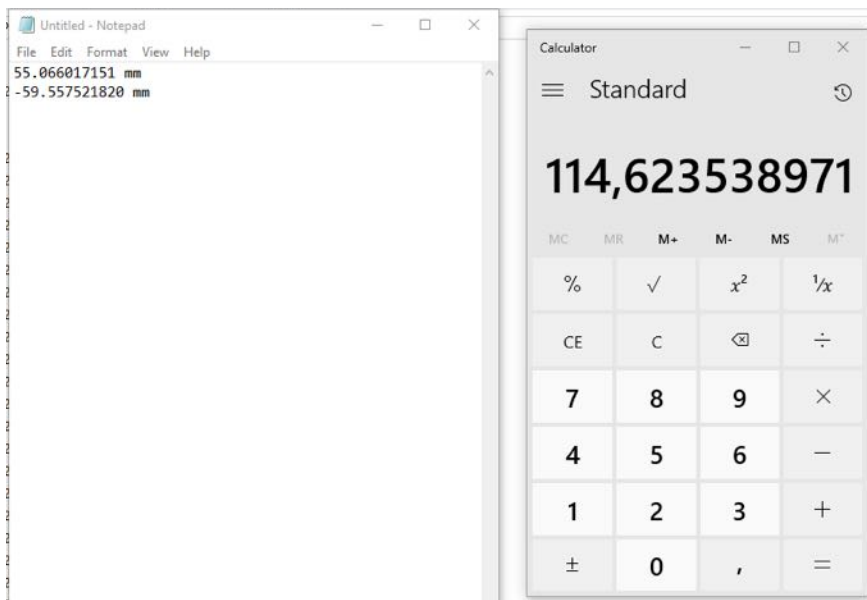 Untitled - Notepad
File Edit Format View Help
55.066017151 mm
-59.557521820 mm
Calculator
Standard
114,623538971
MC MR M+ M- MS M˅
% √ x² ¹/x
CE C ÷
7 8 9 ×
4 5 6 −
1 2 3 +
± 0 , =